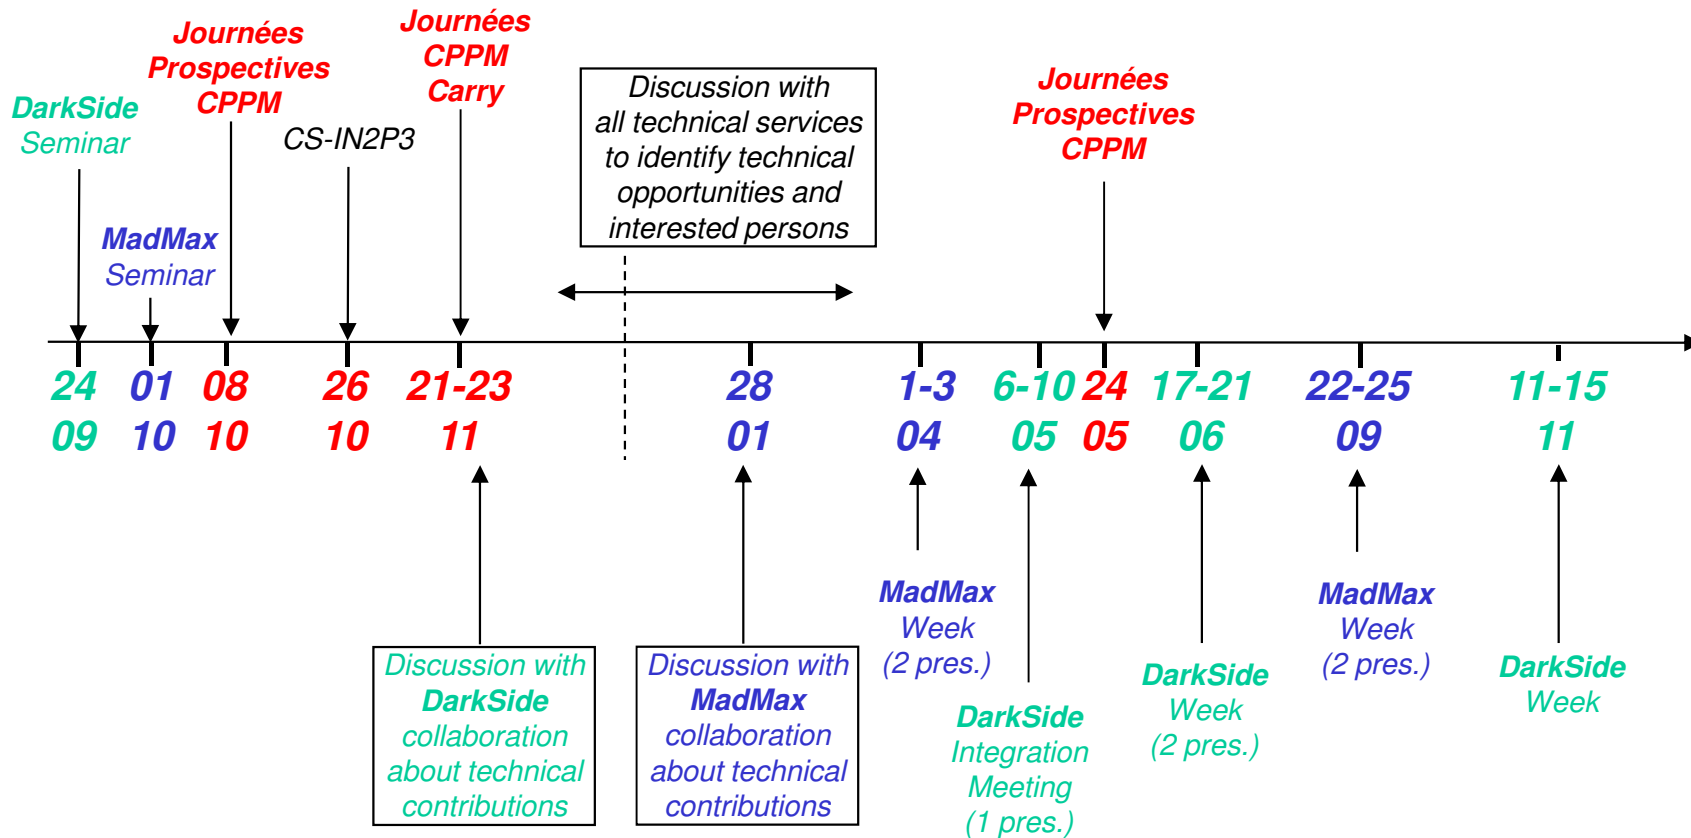 DarkSide
Seminar
MadMax
Seminar
Journées
Prospectives
CPPM
CS-IN2P3
Journées
CPPM
Carry
Discussion with
all technical services
to identify technical
opportunities and
interested persons
Journées
Prospectives
CPPM
24 01 08 26 21-23 28 1-3 6-10 24 17-21 22-25 11-15
09 10 10 10 11 01 04 05 05 06 09 11
Discussion with
DarkSide
collaboration
about technical
contributions
Discussion with
MadMax
collaboration
about technical
contributions
MadMax
Week
(2 pres.)
DarkSide
Integration
Meeting
(1 pres.)
DarkSide
Week
(2 pres.)
MadMax
Week
(2 pres.)
DarkSide
Week